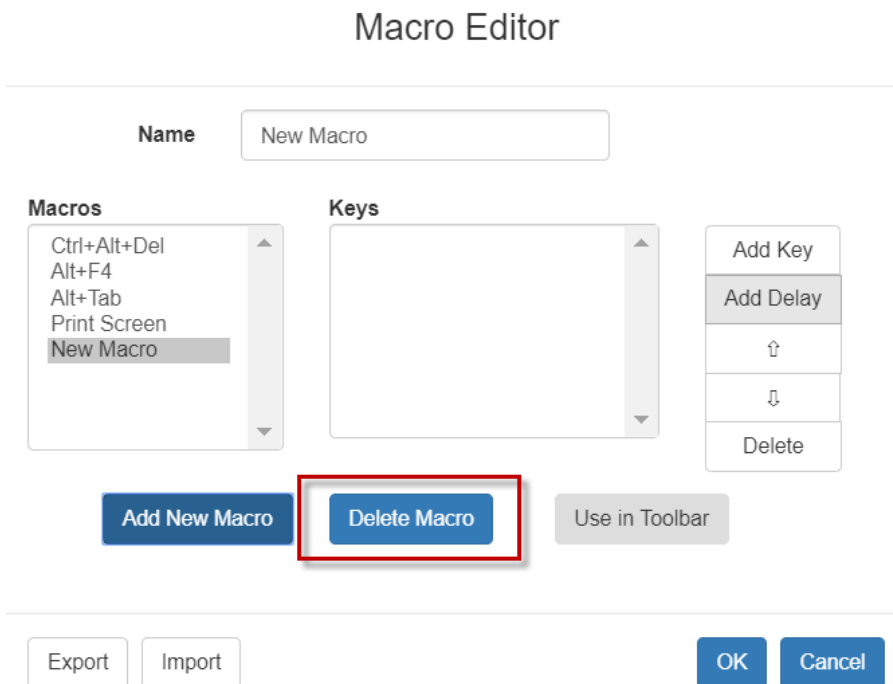 Macro Editor
Name
New Macro
Macros
Keys
Ctrl+Alt+Del
Alt+F4
Alt+Tab
Print Screen
New Macro
Add Key
Add Delay
⇧
⇩
Delete
Add New Macro
Delete Macro
Use in Toolbar
Export
Import
OK
Cancel